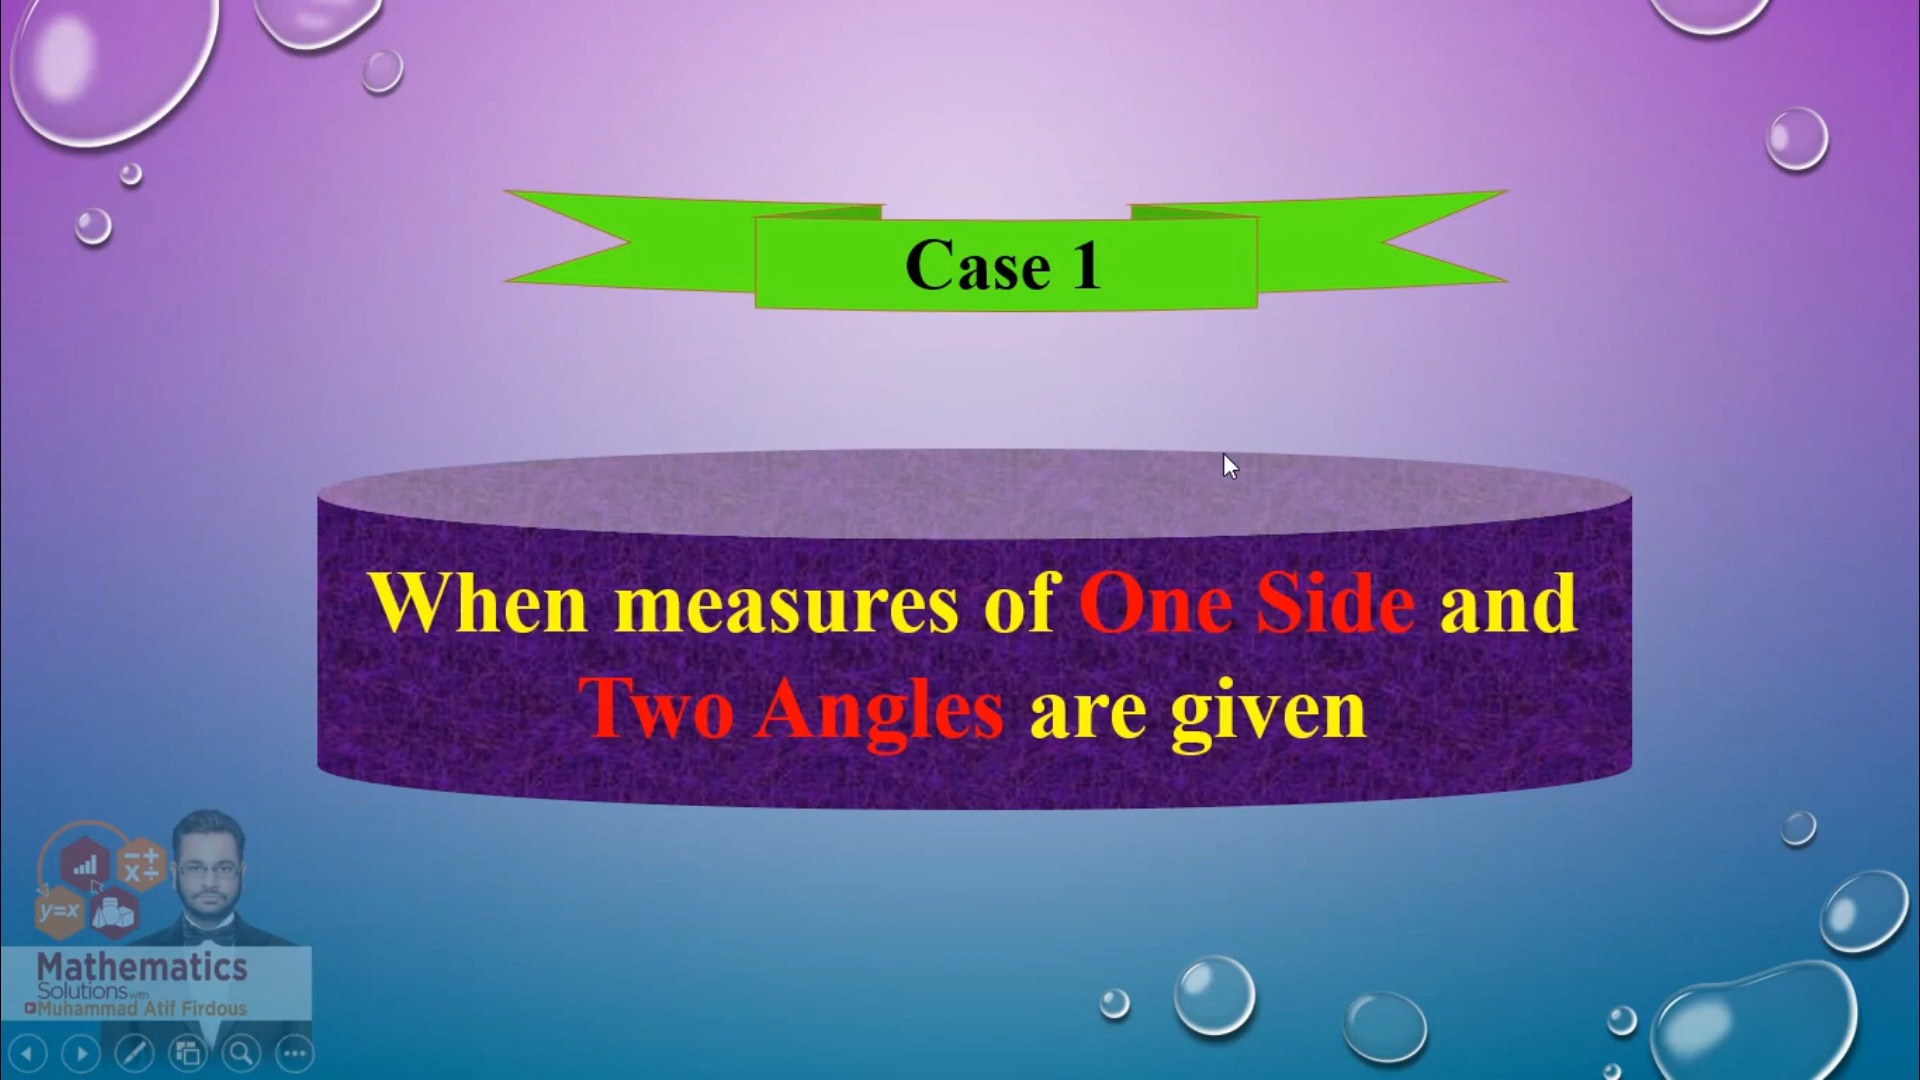 Case 1
When measures of One Side and
Two Angles are given
y=x
Mathematics
Solutions with
Muhammad Atif Firdous